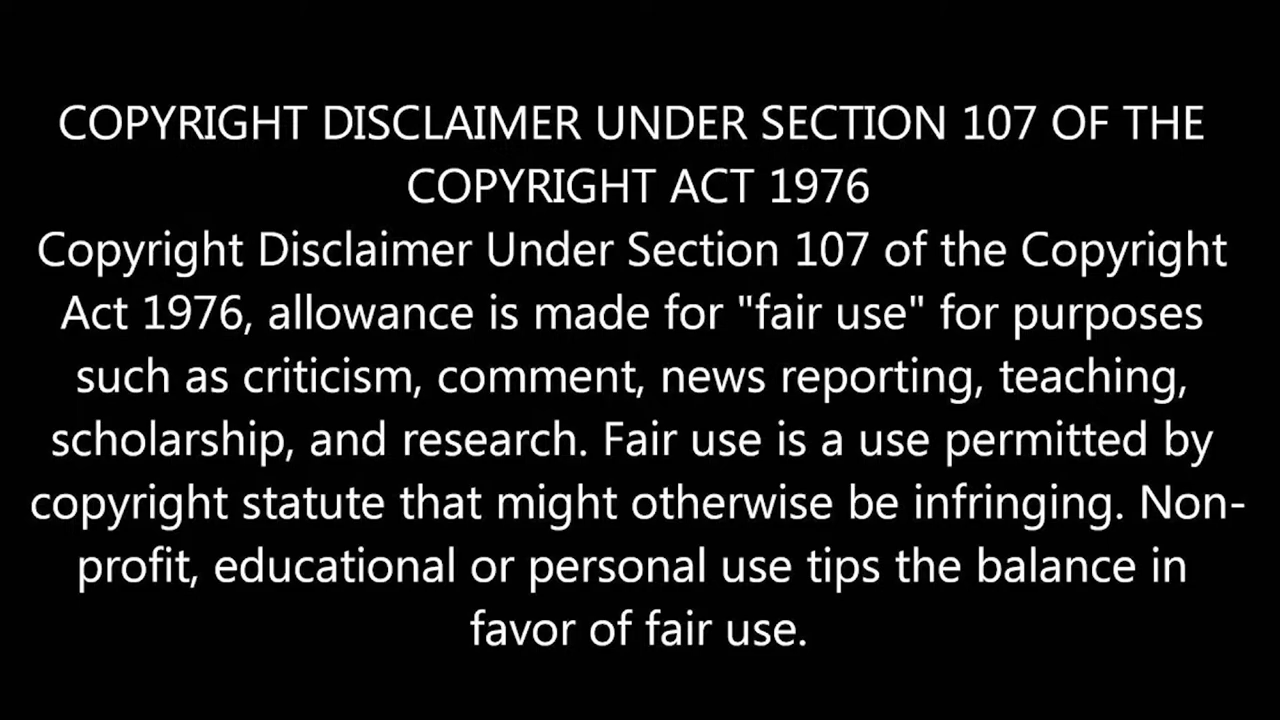 COPYRIGHT DISCLAIMER UNDER SECTION 107 OF THE
COPYRIGHT ACT 1976
Copyright Disclaimer Under Section 107 of the Copyright
Act 1976, allowance is made for "fair use" for purposes
such as criticism, comment, news reporting, teaching,
scholarship, and research. Fair use is a use permitted by
copyright statute that might otherwise be infringing. Non-
profit, educational or personal use tips the balance in
favor of fair use.